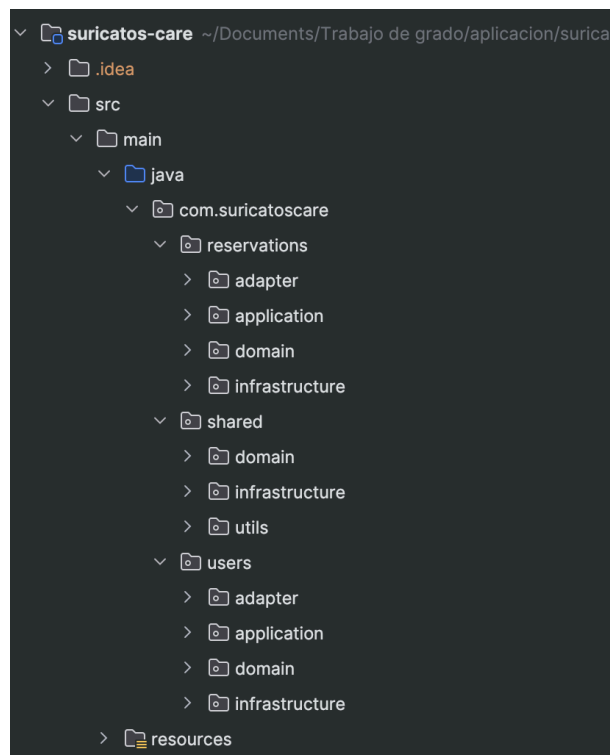 suricatos-care ~/Documents/Trabajo de grado/aplicacion/surica
.idea
src
main
java
com.suricatoscare
reservations
adapter
application
domain
infrastructure
shared
domain
infrastructure
utils
users
adapter
application
domain
infrastructure
resources